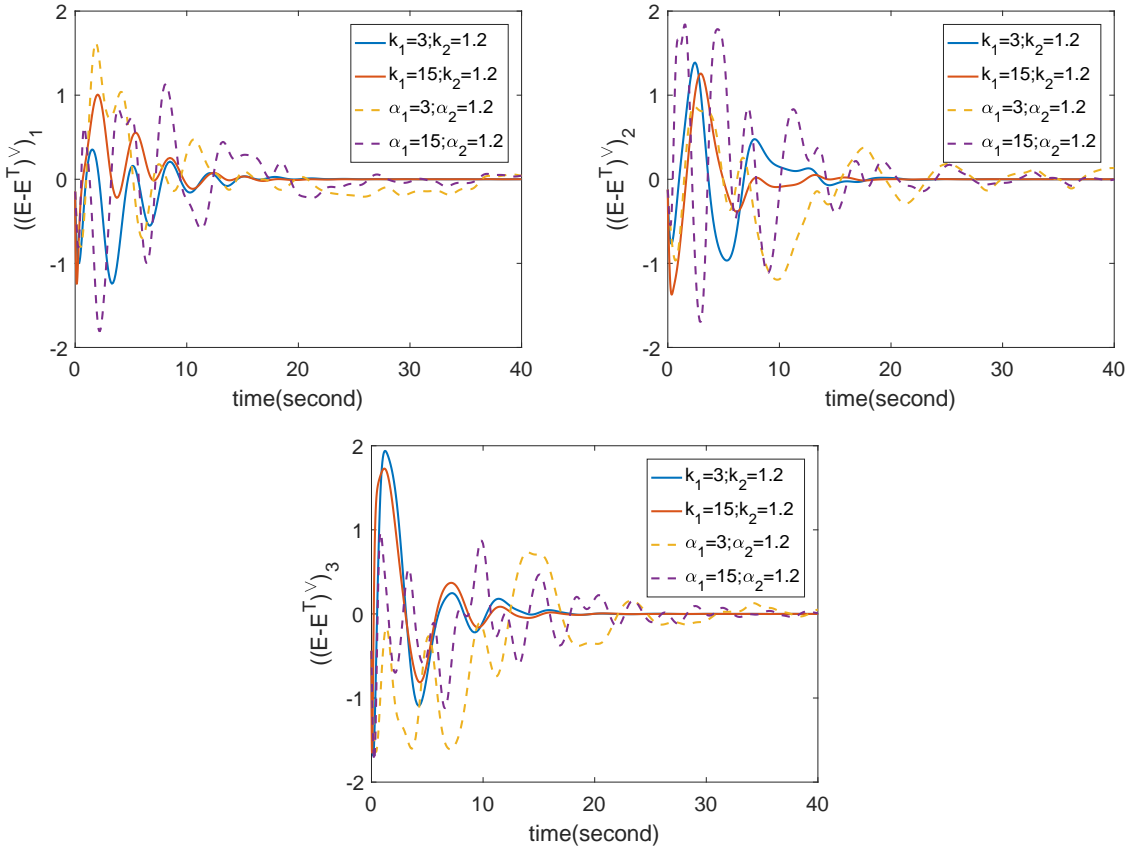 2
1
0
-1
-2
((E-E^T)^∨)_1
k_1=3;k_2=1.2
k_1=15;k_2=1.2
α_1=3;α_2=1.2
α_1=15;α_2=1.2
0 10 20 30 40
time(second)
2
1
0
-1
-2
((E-E^T)^∨)_2
k_1=3;k_2=1.2
k_1=15;k_2=1.2
α_1=3;α_2=1.2
α_1=15;α_2=1.2
0 10 20 30 40
time(second)
2
1
0
-1
-2
((E-E^T)^∨)_3
k_1=3;k_2=1.2
k_1=15;k_2=1.2
α_1=3;α_2=1.2
α_1=15;α_2=1.2
0 10 20 30 40
time(second)